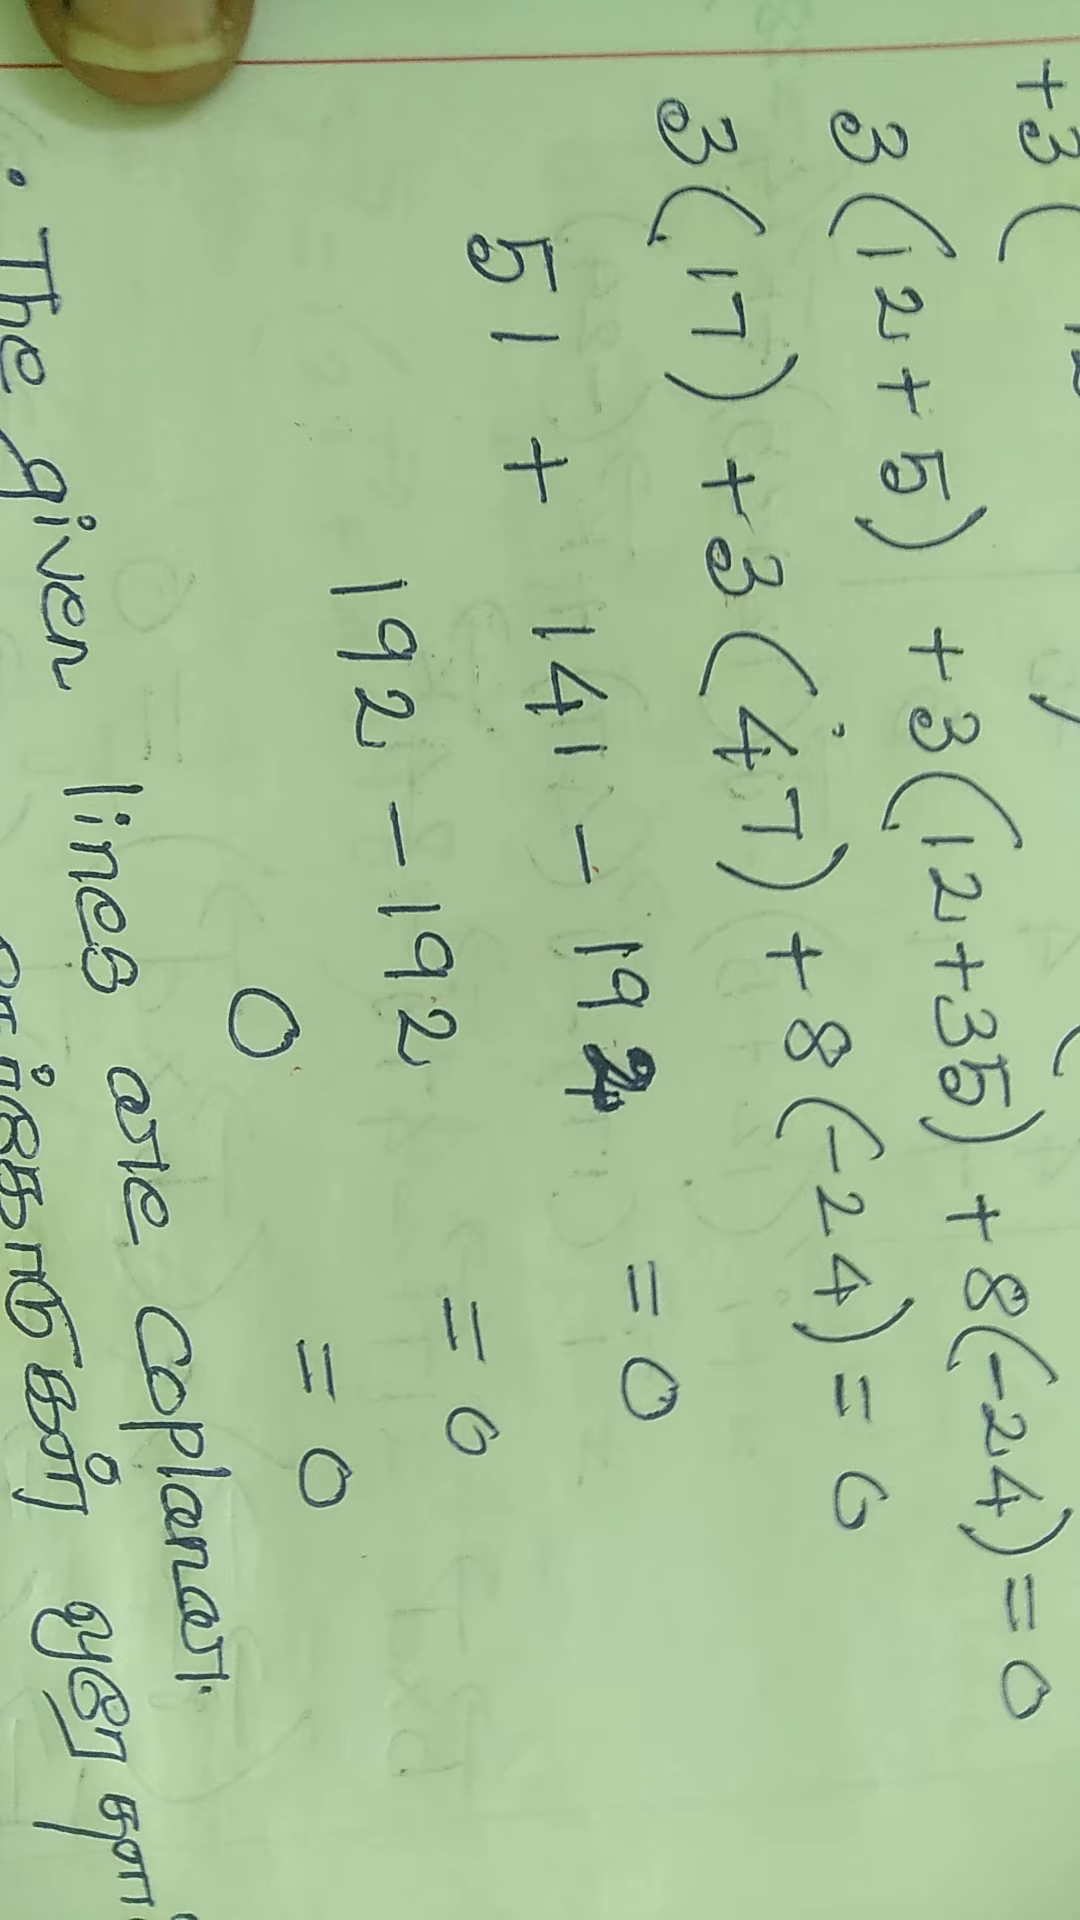 +3(12
3(12+5) +3(12+35) +8(-24)=0
3(17) +3(47)+8(-24)=0
51 + 141 - 192 =0
192 - 192 =0
0 =0
∴ The given lines are coplanar.